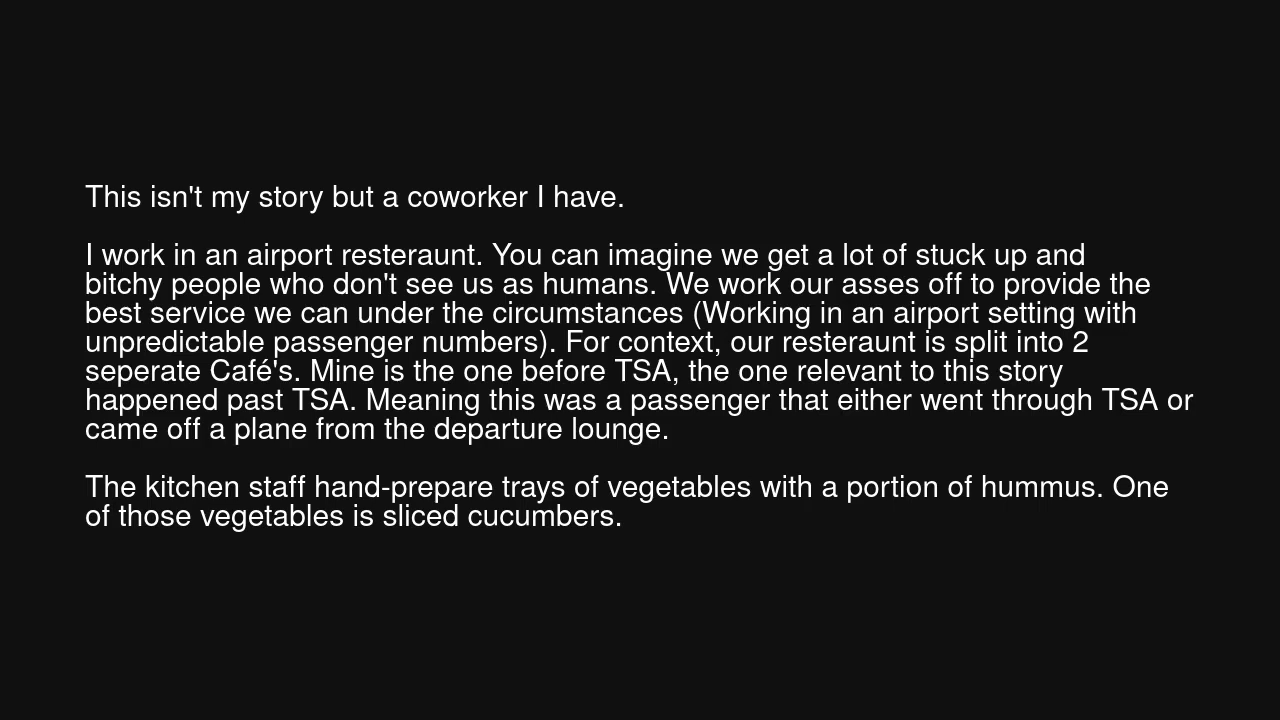 This isn't my story but a coworker I have.
I work in an airport resteraunt. You can imagine we get a lot of stuck up and
bitchy people who don't see us as humans. We work our asses off to provide the
best service we can under the circumstances (Working in an airport setting with
unpredictable passenger numbers). For context, our resteraunt is split into 2
seperate Café's. Mine is the one before TSA, the one relevant to this story
happened past TSA. Meaning this was a passenger that either went through TSA or
came off a plane from the departure lounge.
The kitchen staff hand-prepare trays of vegetables with a portion of hummus. One
of those vegetables is sliced cucumbers.